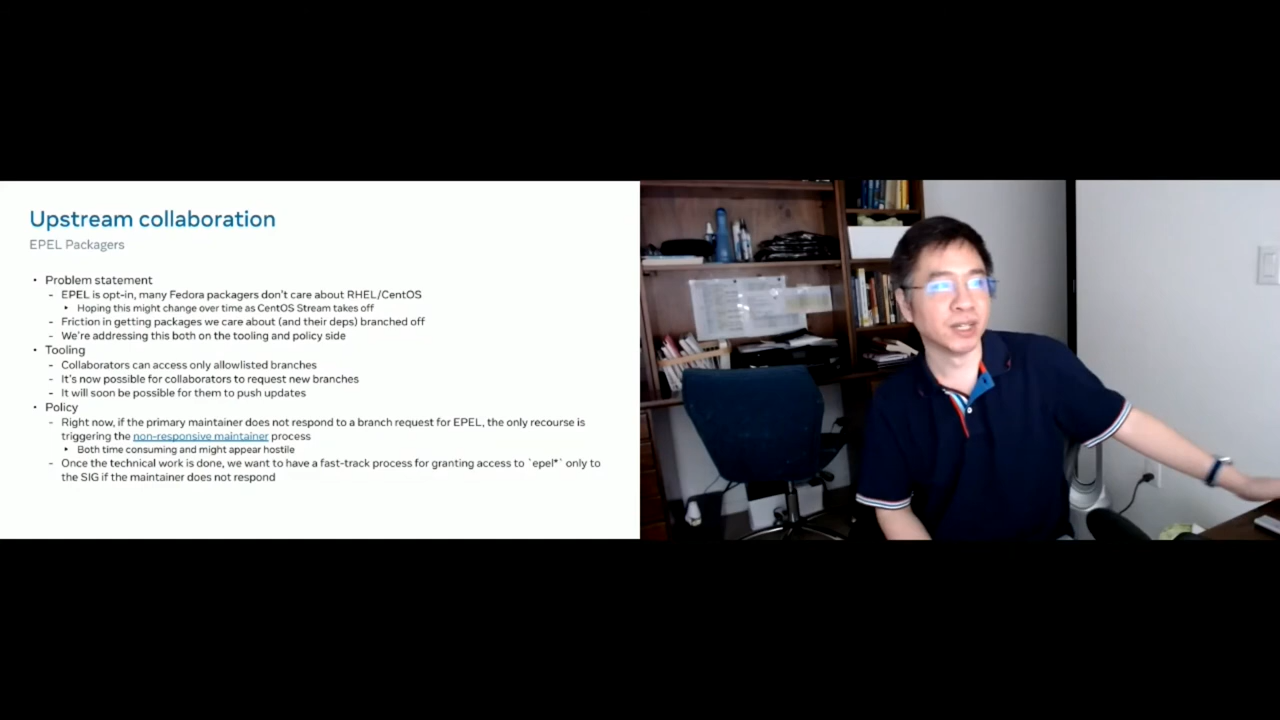 Upstream collaboration
EPEL Packagers
• Problem statement
- EPEL is opt-in, many Fedora packagers don't care about RHEL/CentOS
• Hoping this might change over time as CentOS Stream takes off
- Friction in getting packages we care about (and their deps) branched off
- We're addressing this both on the tooling and policy side
• Tooling
- Collaborators can access only allowlisted branches
- It's now possible for collaborators to request new branches
- It will soon be possible for them to push updates
• Policy
- Right now, if the primary maintainer does not respond to a branch request for EPEL, the only recourse is
triggering the non-responsive maintainer process
• Both time consuming and might appear hostile
- Once the technical work is done, we want to have a fast-track process for granting access to `epel*` only to
the SIG if the maintainer does not respond